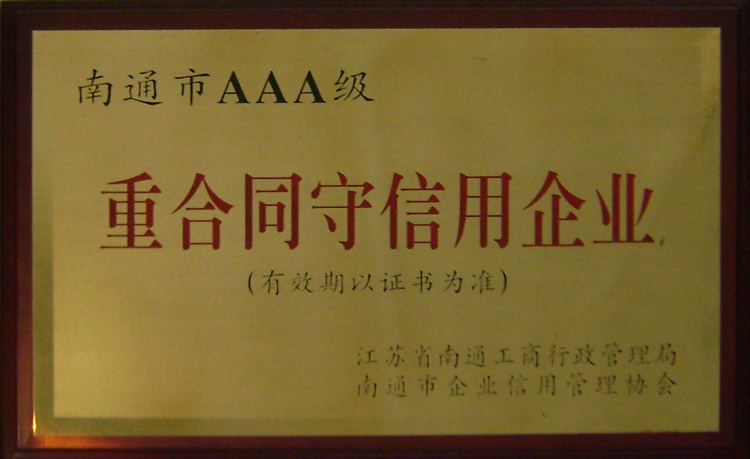 南通市AAA级
重合同守信用企业
(有效期以证书为准)
江苏省南通工商行政管理局
南通市企业信用管理协会